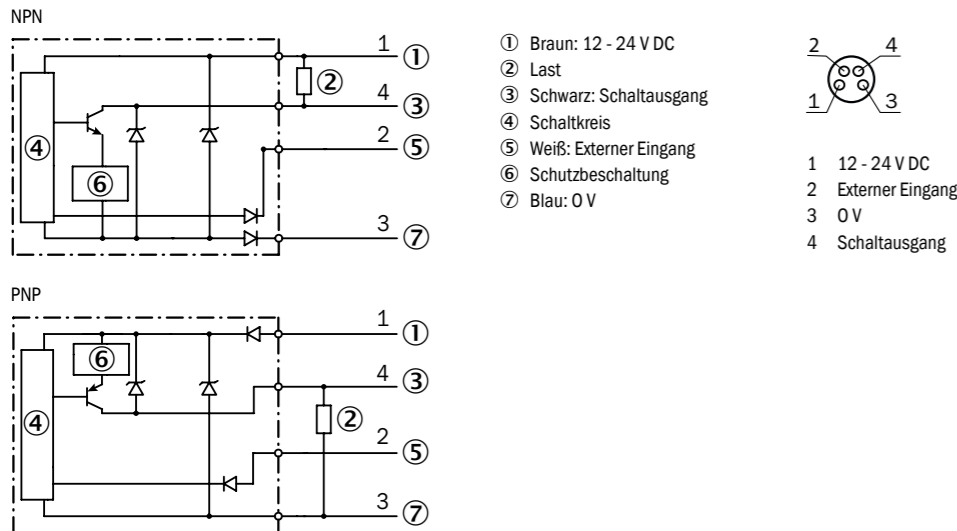 NPN
1 ①
②
4 ③
2 ⑤
④
⑥
3 ⑦
① Braun: 12 - 24 V DC
② Last
③ Schwarz: Schaltausgang
④ Schaltkreis
⑤ Weiß: Externer Eingang
⑥ Schutzbeschaltung
⑦ Blau: 0 V
2 4
1 3
1 12 - 24 V DC
2 Externer Eingang
3 0 V
4 Schaltausgang
PNP
1 ①
⑥
4 ③
④
②
2 ⑤
3 ⑦